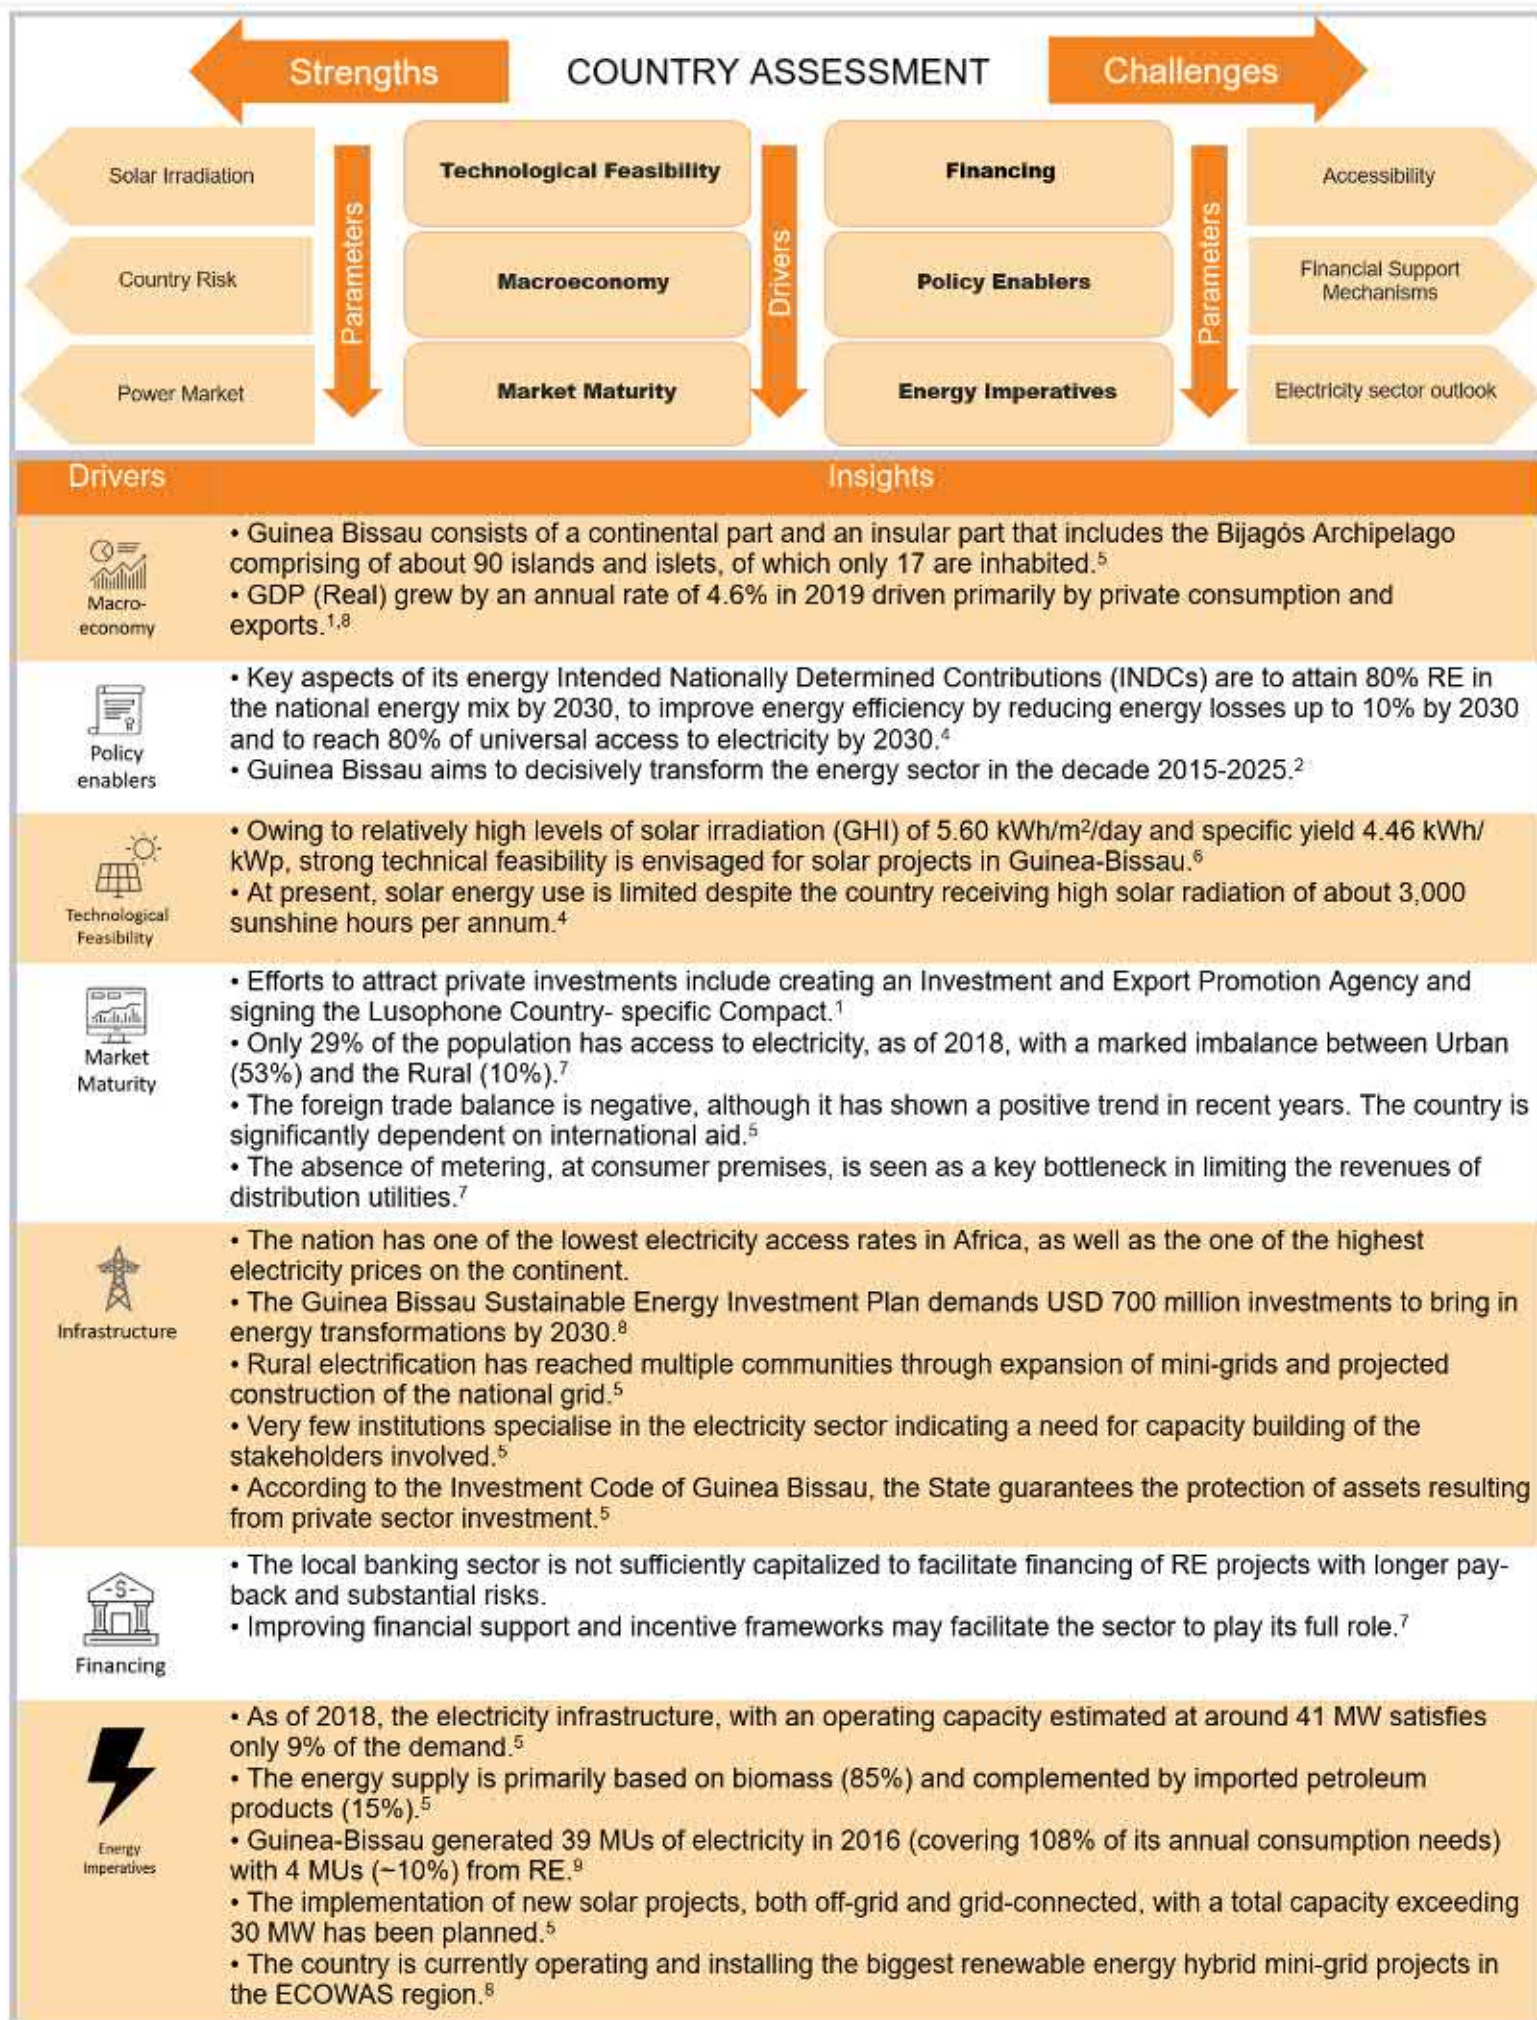 Strengths
COUNTRY ASSESSMENT
Challenges
Solar Irradiation
Country Risk
Power Market
Parameters
Technological Feasibility
Macroeconomy
Market Maturity
Drivers
Financing
Policy Enablers
Energy Imperatives
Parameters
Accessibility
Financial Support
Mechanisms
Electricity sector outlook
Drivers
Insights
Macro-
economy
• Guinea Bissau consists of a continental part and an insular part that includes the Bijagós Archipelago
comprising of about 90 islands and islets, of which only 17 are inhabited.⁵
• GDP (Real) grew by an annual rate of 4.6% in 2019 driven primarily by private consumption and
exports.¹,⁸
Policy
enablers
• Key aspects of its energy Intended Nationally Determined Contributions (INDCs) are to attain 80% RE in
the national energy mix by 2030, to improve energy efficiency by reducing energy losses up to 10% by 2030
and to reach 80% of universal access to electricity by 2030.⁴
• Guinea Bissau aims to decisively transform the energy sector in the decade 2015-2025.²
Technological
Feasibility
• Owing to relatively high levels of solar irradiation (GHI) of 5.60 kWh/m²/day and specific yield 4.46 kWh/
kWp, strong technical feasibility is envisaged for solar projects in Guinea-Bissau.⁶
• At present, solar energy use is limited despite the country receiving high solar radiation of about 3,000
sunshine hours per annum.⁴
Market
Maturity
• Efforts to attract private investments include creating an Investment and Export Promotion Agency and
signing the Lusophone Country- specific Compact.¹
• Only 29% of the population has access to electricity, as of 2018, with a marked imbalance between Urban
(53%) and the Rural (10%).⁷
• The foreign trade balance is negative, although it has shown a positive trend in recent years. The country is
significantly dependent on international aid.⁵
• The absence of metering, at consumer premises, is seen as a key bottleneck in limiting the revenues of
distribution utilities.⁷
Infrastructure
• The nation has one of the lowest electricity access rates in Africa, as well as the one of the highest
electricity prices on the continent.
• The Guinea Bissau Sustainable Energy Investment Plan demands USD 700 million investments to bring in
energy transformations by 2030.⁸
• Rural electrification has reached multiple communities through expansion of mini-grids and projected
construction of the national grid.⁵
• Very few institutions specialise in the electricity sector indicating a need for capacity building of the
stakeholders involved.⁵
• According to the Investment Code of Guinea Bissau, the State guarantees the protection of assets resulting
from private sector investment.⁵
-$-
Financing
• The local banking sector is not sufficiently capitalized to facilitate financing of RE projects with longer pay-
back and substantial risks.
• Improving financial support and incentive frameworks may facilitate the sector to play its full role.⁷
Energy
Imperatives
• As of 2018, the electricity infrastructure, with an operating capacity estimated at around 41 MW satisfies
only 9% of the demand.⁵
• The energy supply is primarily based on biomass (85%) and complemented by imported petroleum
products (15%).⁵
• Guinea-Bissau generated 39 MUs of electricity in 2016 (covering 108% of its annual consumption needs)
with 4 MUs (~10%) from RE.⁹
• The implementation of new solar projects, both off-grid and grid-connected, with a total capacity exceeding
30 MW has been planned.⁵
• The country is currently operating and installing the biggest renewable energy hybrid mini-grid projects in
the ECOWAS region.⁸